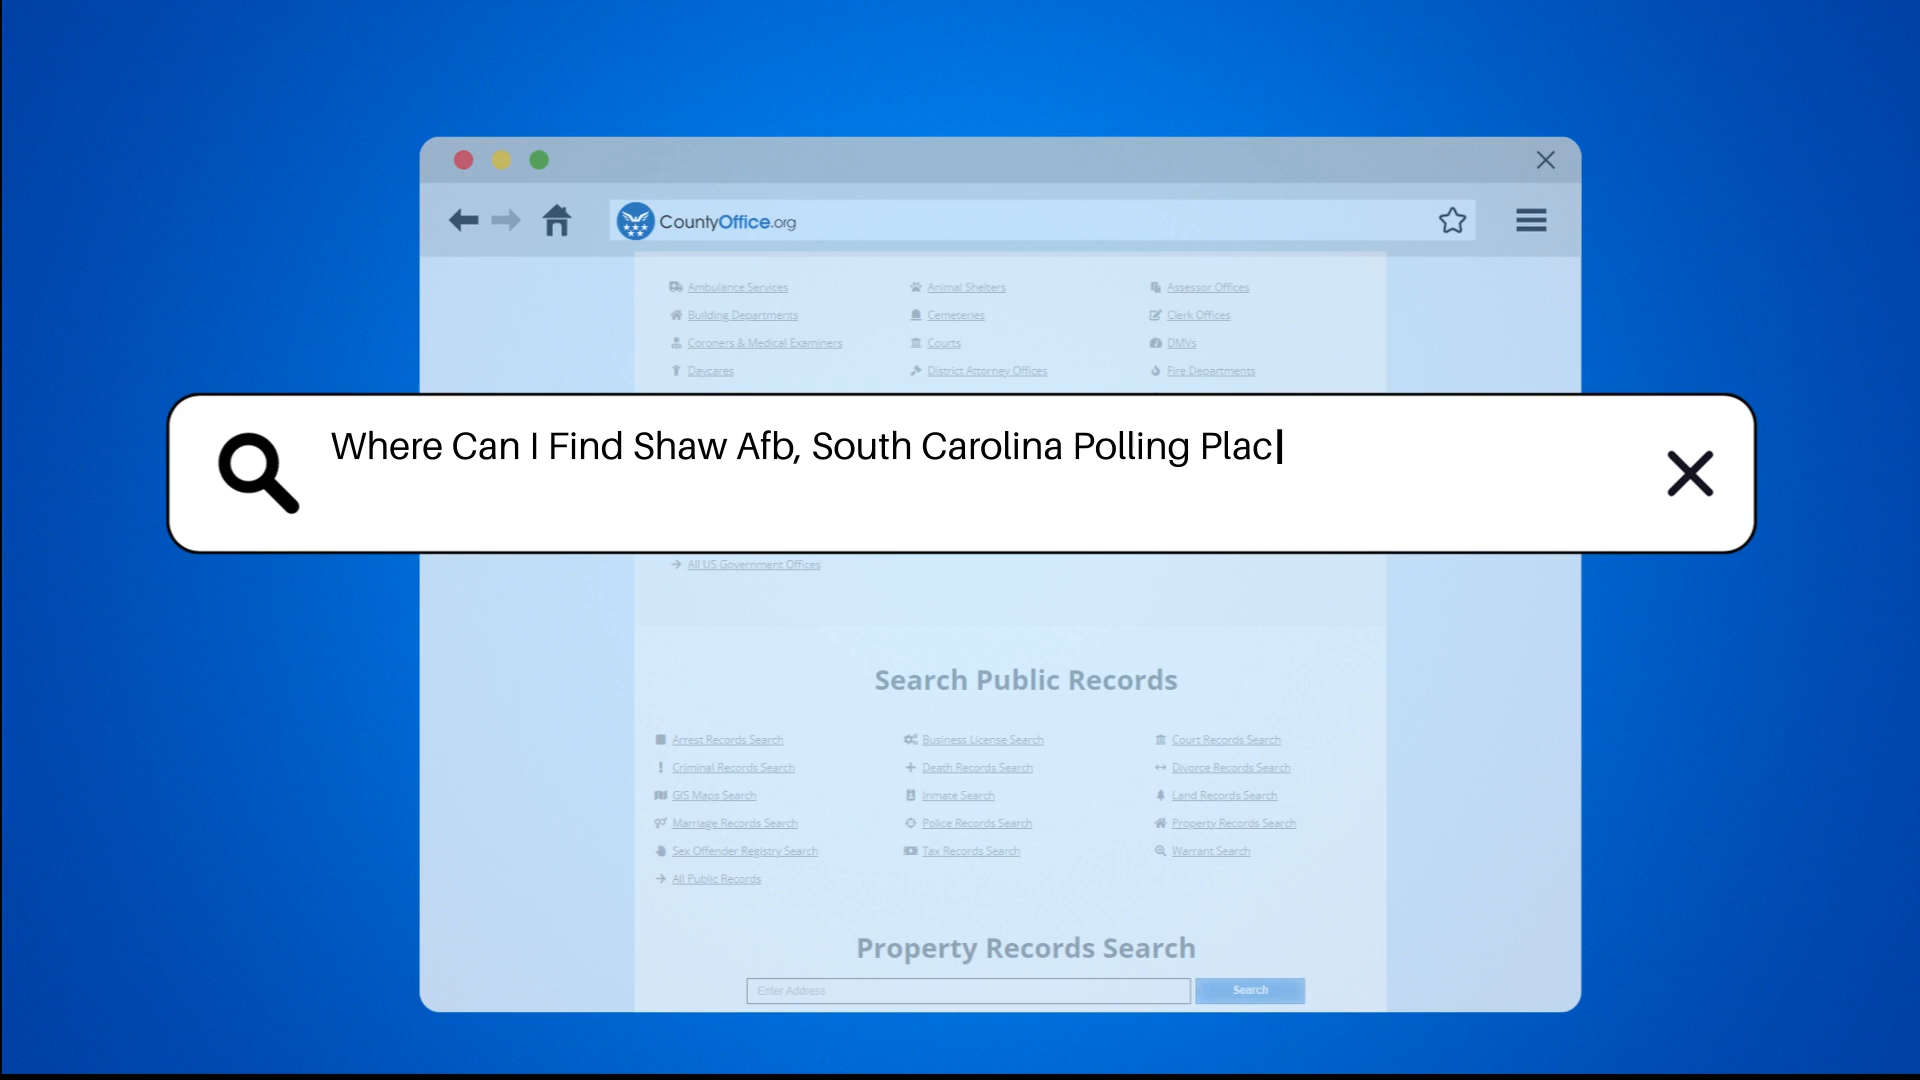 CountyOffice.org
Ambulance Services Animal Shelters Assessor Offices
Building Departments Cemeteries Clerk Offices
Coroners & Medical Examiners Courts DMVs
Daycares District Attorney Offices Fire Departments
Where Can I Find Shaw Afb, South Carolina Polling Plac
All US Government Offices
Search Public Records
Arrest Records Search Business License Search Court Records Search
Criminal Records Search Death Records Search Divorce Records Search
GIS Maps Search Inmate Search Land Records Search
Marriage Records Search Police Records Search Property Records Search
Sex Offender Registry Search Tax Records Search Warrant Search
All Public Records
Property Records Search
Enter Address Search